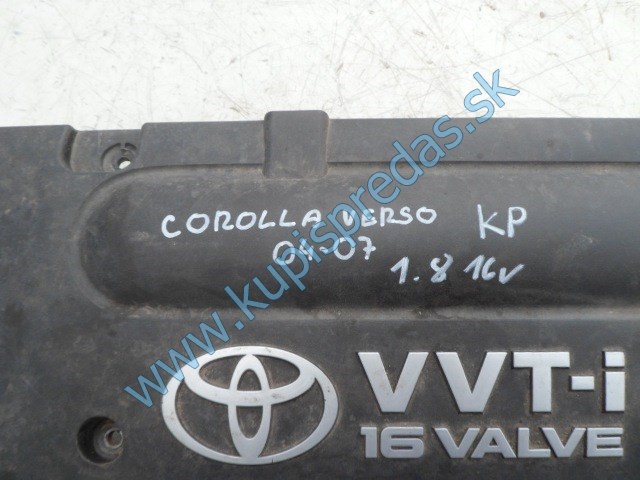 COROLLA VERSO KP
04-07
1.8 16v
www.kupispredas.sk
VVT-i
16 VALVE